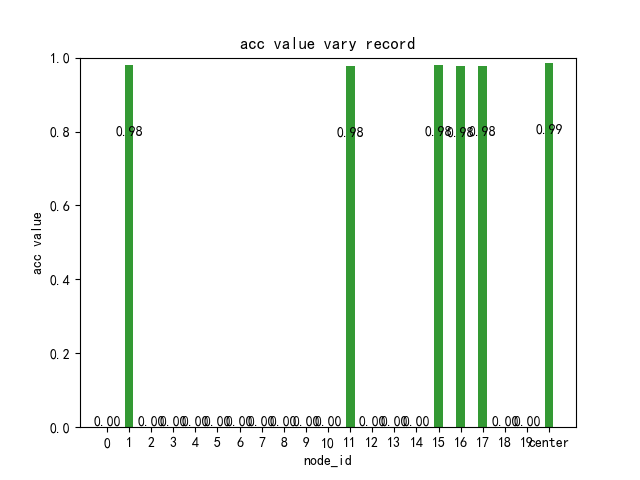 acc value vary record
acc value
1.0
0.8
0.6
0.4
0.2
0.0
0.98 0.98 0.98 0.98 0.98 0.99
0.00 0.00 0.00 0.00 0.00 0.00 0.00 0.00 0.00 0.00 0.00 0.00 0.00 0.00 0.00 0.00
0 1 2 3 4 5 6 7 8 9 10 11 12 13 14 15 16 17 18 19 center
node_id